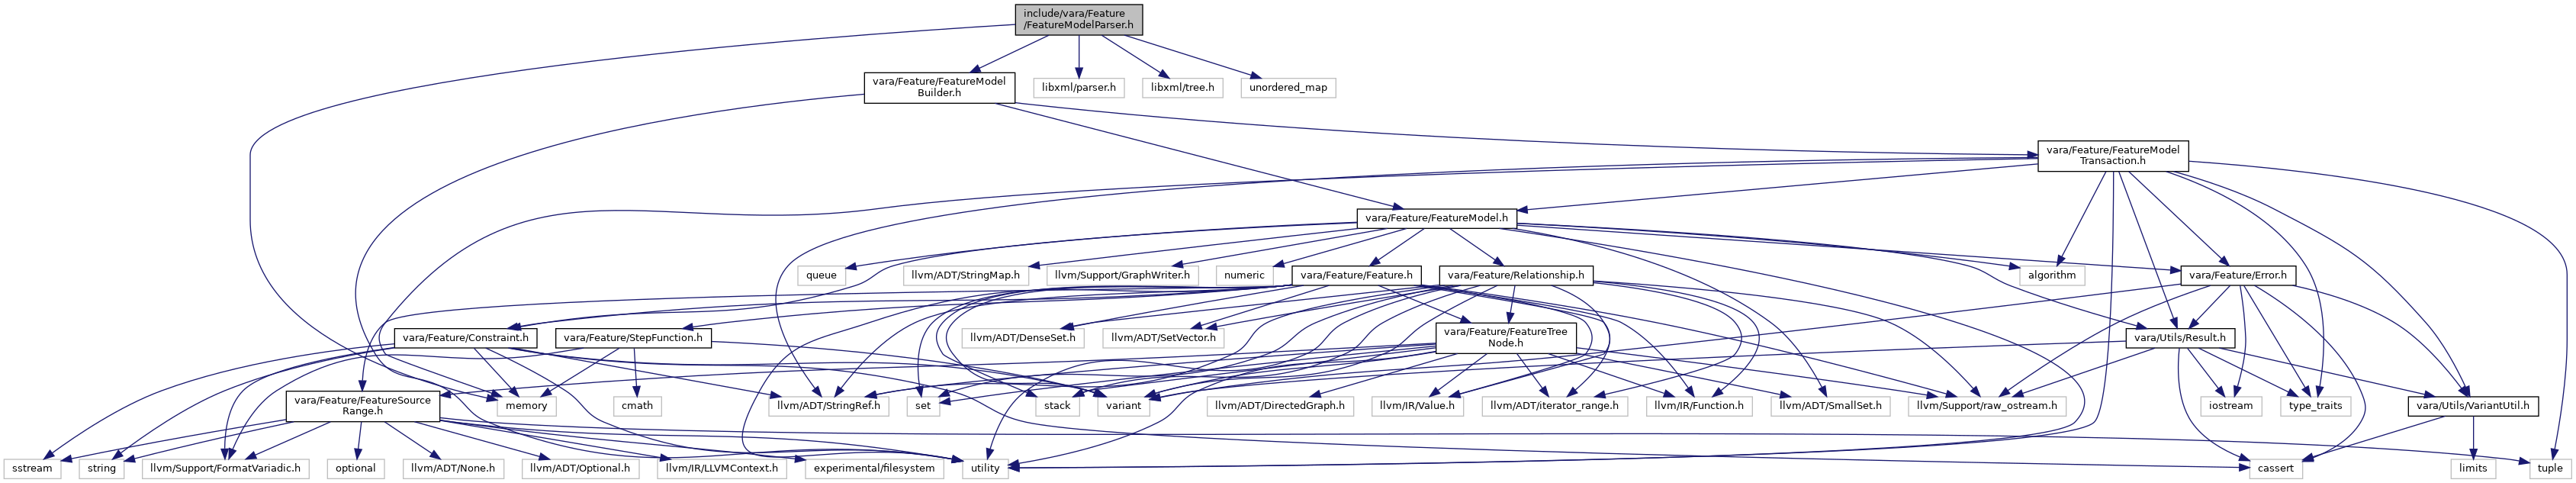 include/vara/Feature
/FeatureModelParser.h
vara/Feature/FeatureModel
Builder.h
libxml/parser.h
libxml/tree.h
unordered_map
vara/Feature/FeatureModel
Transaction.h
vara/Feature/FeatureModel.h
queue
llvm/ADT/StringMap.h
llvm/Support/GraphWriter.h
numeric
vara/Feature/Feature.h
vara/Feature/Relationship.h
algorithm
vara/Feature/Error.h
vara/Feature/Constraint.h
vara/Feature/StepFunction.h
llvm/ADT/DenseSet.h
llvm/ADT/SetVector.h
vara/Feature/FeatureTree
Node.h
vara/Utils/Result.h
vara/Feature/FeatureSource
Range.h
memory
cmath
llvm/ADT/StringRef.h
set
stack
variant
llvm/ADT/DirectedGraph.h
llvm/IR/Value.h
llvm/ADT/iterator_range.h
llvm/IR/Function.h
llvm/ADT/SmallSet.h
llvm/Support/raw_ostream.h
iostream
type_traits
vara/Utils/VariantUtil.h
sstream
string
llvm/Support/FormatVariadic.h
optional
llvm/ADT/None.h
llvm/ADT/Optional.h
llvm/IR/LLVMContext.h
experimental/filesystem
utility
cassert
limits
tuple